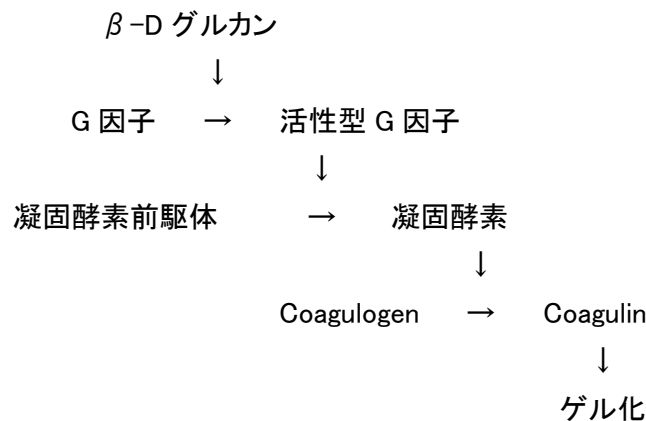 β-D グルカン
↓
G 因子 → 活性型 G 因子
↓
凝固酵素前駆体 → 凝固酵素
↓
Coagulogen → Coagulin
↓
ゲル化